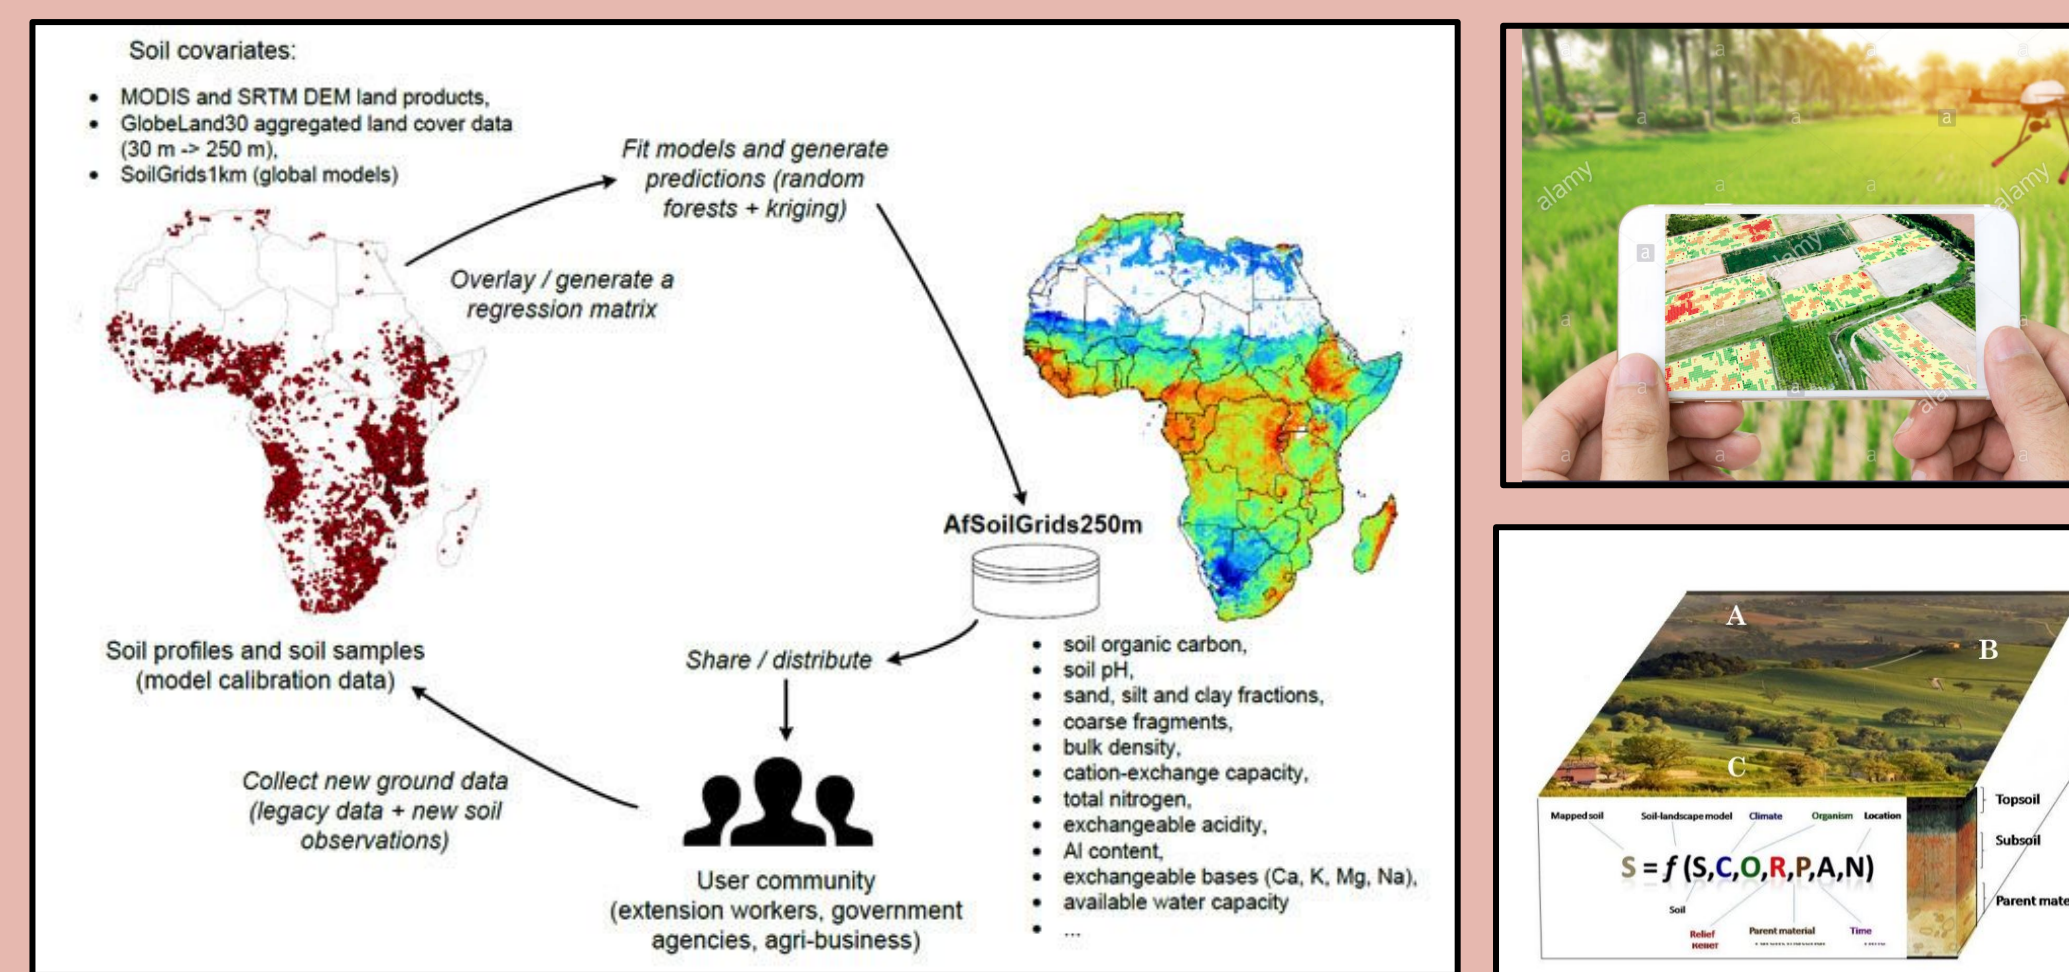 Soil covariates:
• MODIS and SRTM DEM land products,
• GlobeLand30 aggregated land cover data
(30 m -> 250 m),
• SoilGrids1km (global models)
Fit models and generate
predictions (random
forests + kriging)
Overlay / generate a
regression matrix
AfSoilGrids250m
Soil profiles and soil samples
(model calibration data)
Share / distribute
Collect new ground data
(legacy data + new soil
observations)
User community
(extension workers, government
agencies, agri-business)
• soil organic carbon,
• soil pH,
• sand, silt and clay fractions,
• coarse fragments,
• bulk density,
• cation-exchange capacity,
• total nitrogen,
• exchangeable acidity,
• Al content,
• exchangeable bases (Ca, K, Mg, Na),
• available water capacity
• ...
alamy
alamy
alamy
A
B
C
Topsoil
Subsoil
Parent mate
Mapped soil
Soil-landscape model
Climate
Organism
Location
S = f (S,C,O,R,P,A,N)
Soil
Relief
Parent material
Time